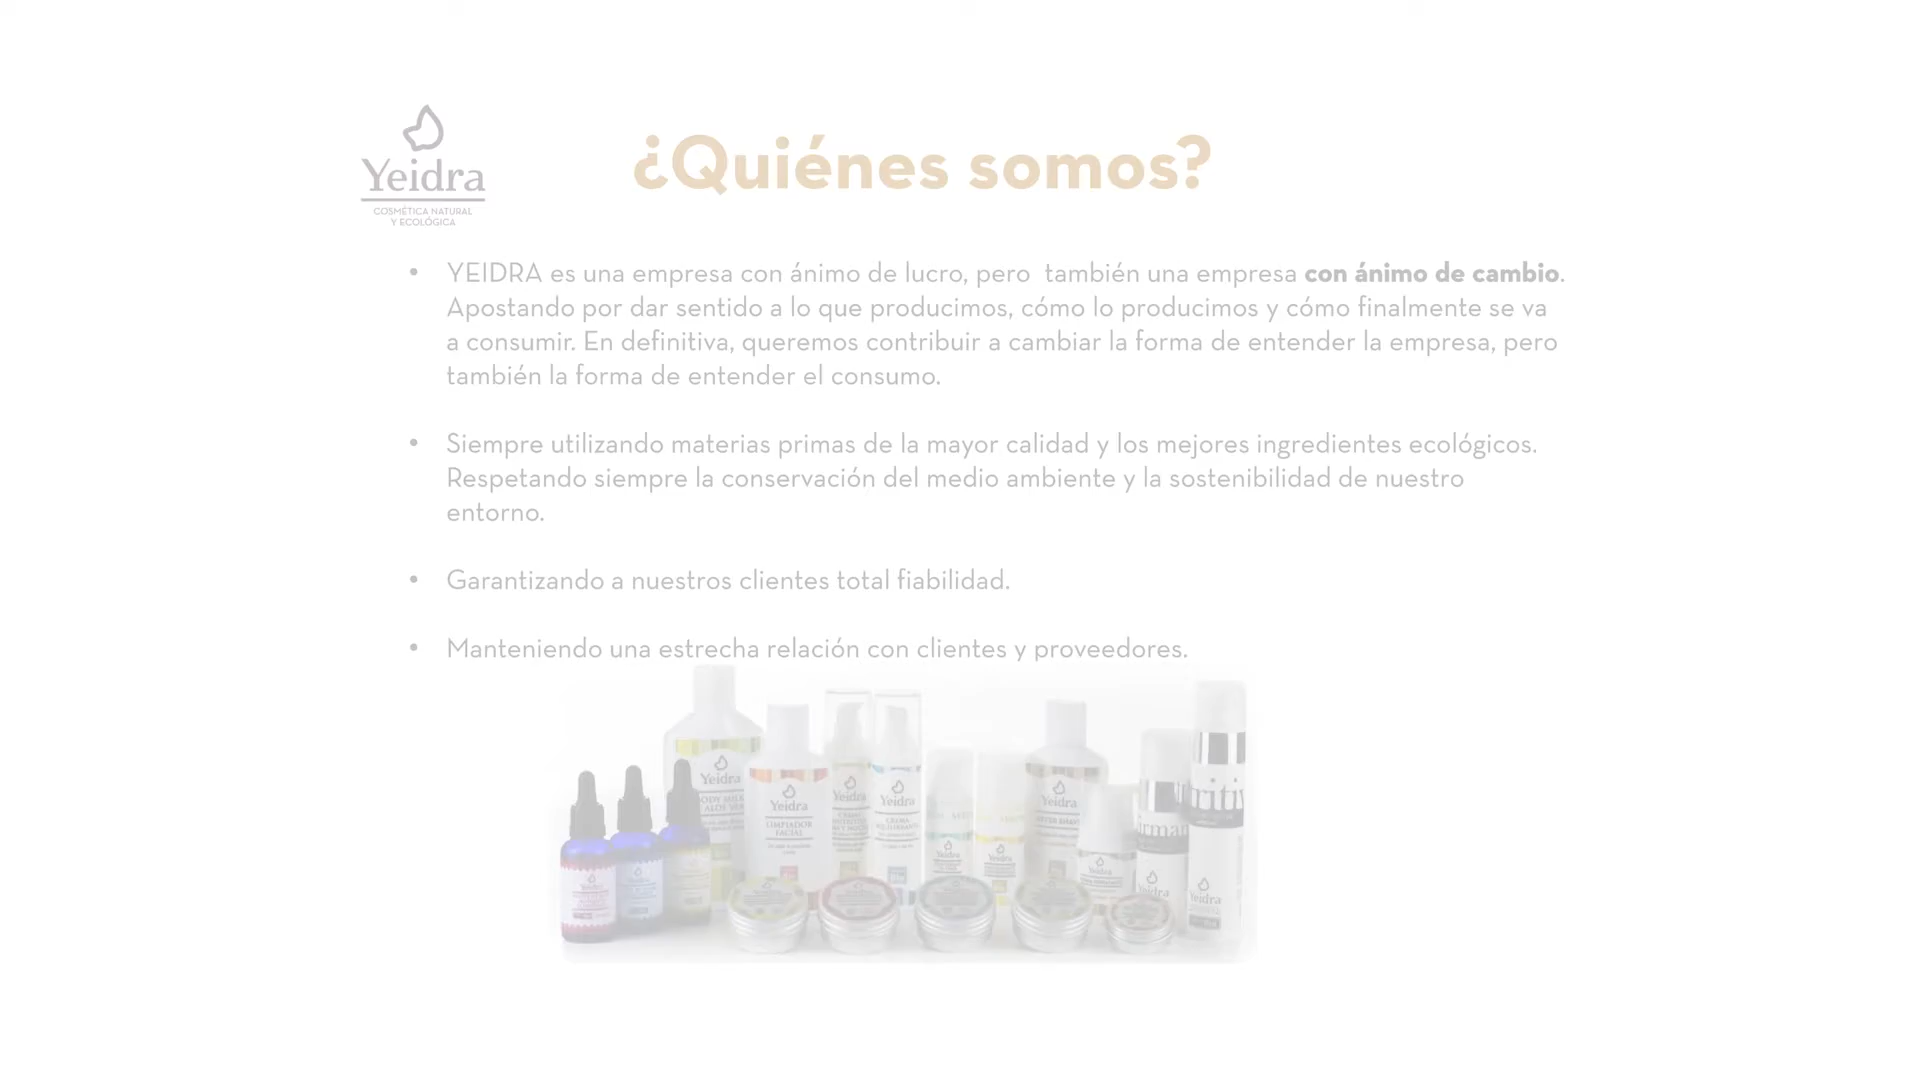 Yeidra
COSMÉTICA NATURAL
Y ECOLÓGICA
¿Quiénes somos?
• YEIDRA es una empresa con ánimo de lucro, pero también una empresa con ánimo de cambio.
Apostando por dar sentido a lo que producimos, cómo lo producimos y cómo finalmente se va
a consumir. En definitiva, queremos contribuir a cambiar la forma de entender la empresa, pero
también la forma de entender el consumo.
• Siempre utilizando materias primas de la mayor calidad y los mejores ingredientes ecológicos.
Respetando siempre la conservación del medio ambiente y la sostenibilidad de nuestro
entorno.
• Garantizando a nuestros clientes total fiabilidad.
• Manteniendo una estrecha relación con clientes y proveedores.
Yeidra
Yeidra
LIMPIADOR
FACIAL
Yeidra
Yeidra
CREMA
Yeidra
Yeidra
Yeidra